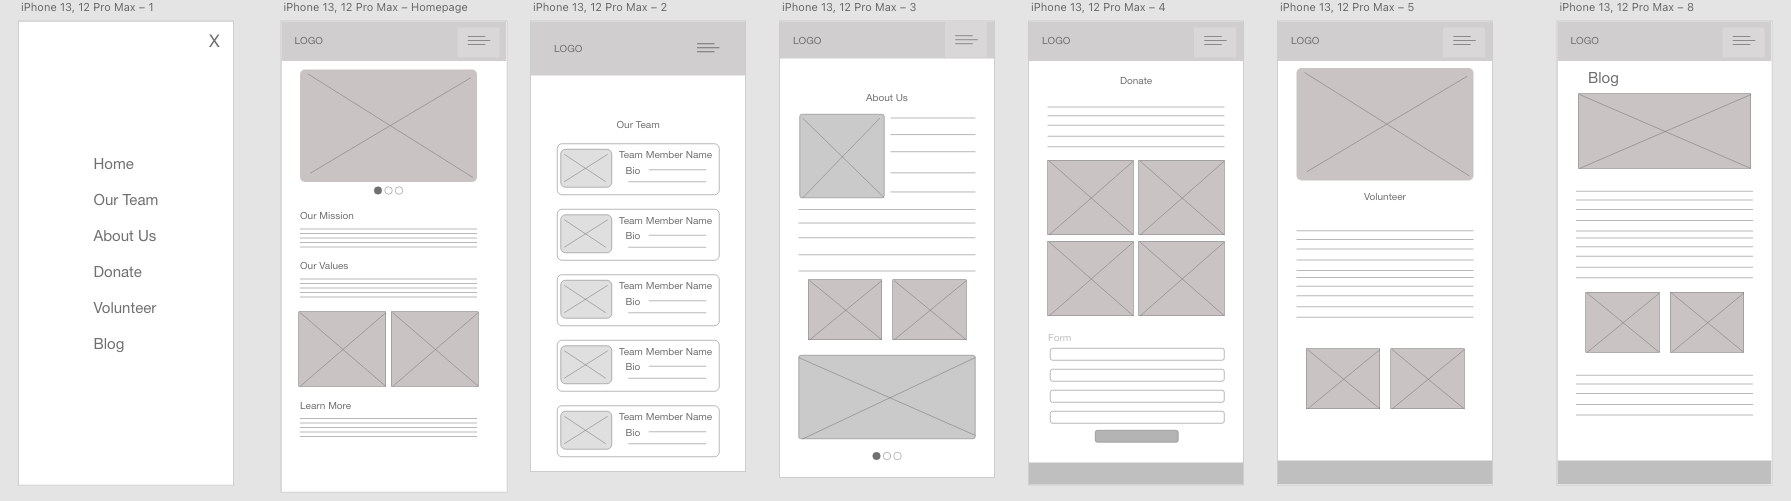 iPhone 13, 12 Pro Max – 1
X
Home
Our Team
About Us
Donate
Volunteer
Blog
iPhone 13, 12 Pro Max – Homepage
LOGO
Our Mission
Our Values
Learn More
iPhone 13, 12 Pro Max – 2
LOGO
Our Team
Team Member Name
Bio
Team Member Name
Bio
Team Member Name
Bio
Team Member Name
Bio
Team Member Name
Bio
iPhone 13, 12 Pro Max – 3
LOGO
About Us
iPhone 13, 12 Pro Max – 4
LOGO
Donate
Form
iPhone 13, 12 Pro Max – 5
LOGO
Volunteer
iPhone 13, 12 Pro Max – 8
LOGO
Blog